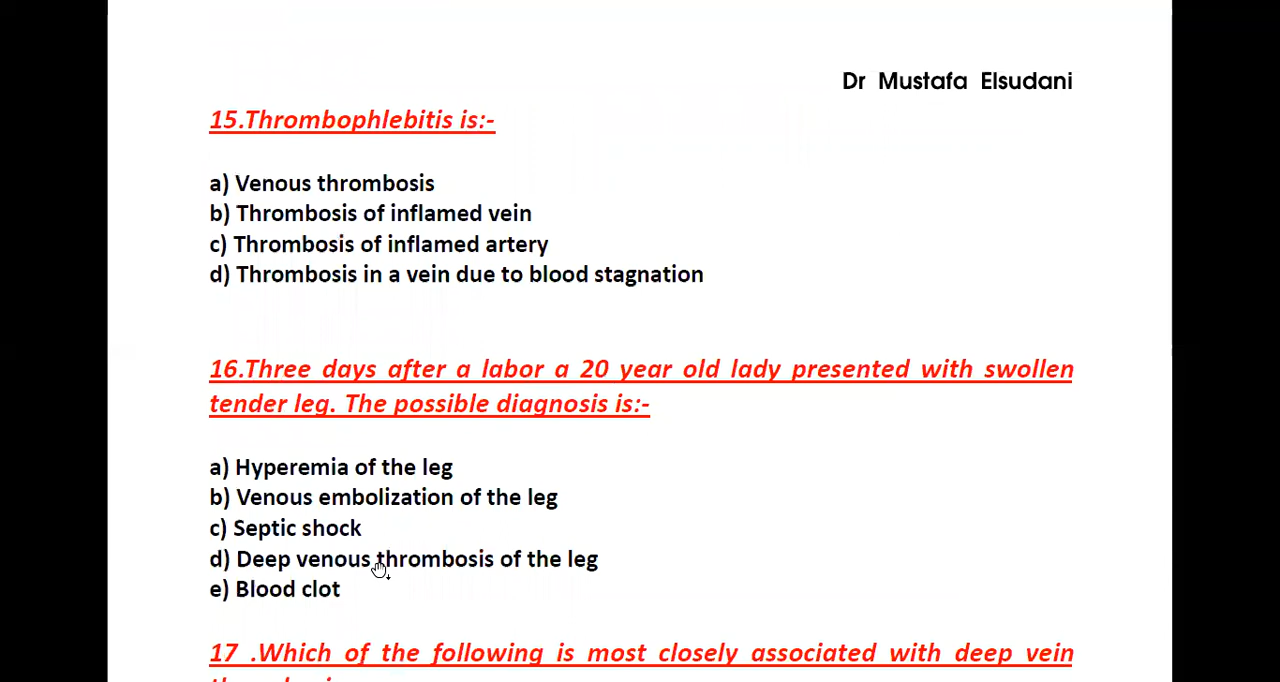 Dr Mustafa Elsudani
15.Thrombophlebitis is:-
a) Venous thrombosis
b) Thrombosis of inflamed vein
c) Thrombosis of inflamed artery
d) Thrombosis in a vein due to blood stagnation
16.Three days after a labor a 20 year old lady presented with swollen
tender leg. The possible diagnosis is:-
a) Hyperemia of the leg
b) Venous embolization of the leg
c) Septic shock
d) Deep venous thrombosis of the leg
e) Blood clot
17 .Which of the following is most closely associated with deep vein